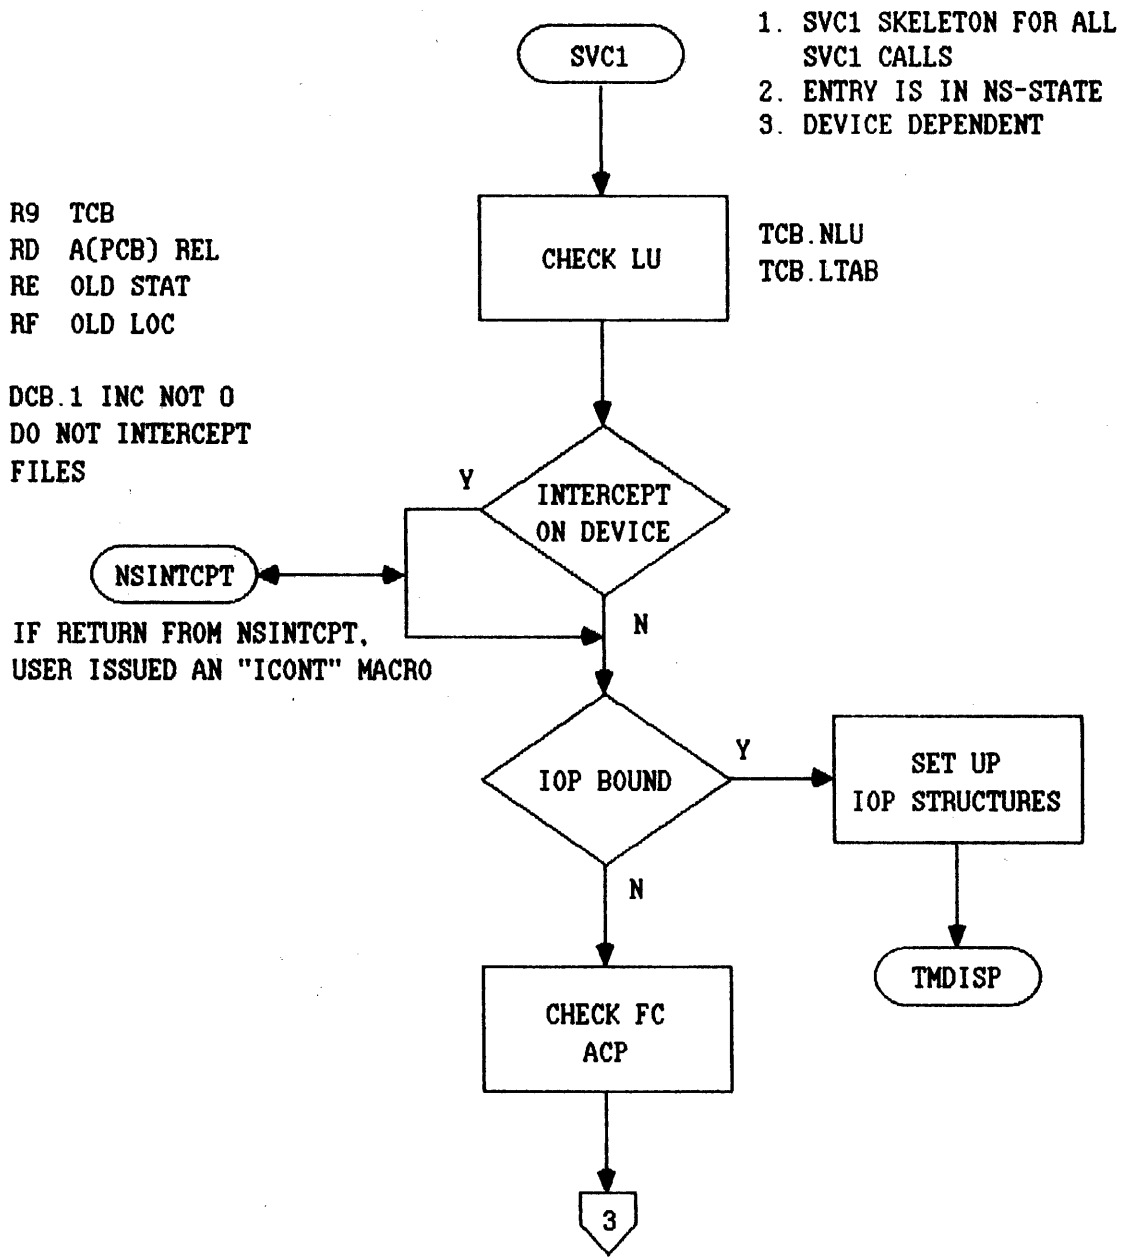 SVC1
1. SVC1 SKELETON FOR ALL
SVC1 CALLS
2. ENTRY IS IN NS-STATE
3. DEVICE DEPENDENT
R9 TCB
RD A(PCB) REL
RE OLD STAT
RF OLD LOC
CHECK LU
TCB.NLU
TCB.LTAB
DCB.1 INC NOT 0
DO NOT INTERCEPT
FILES
Y
INTERCEPT
ON DEVICE
NSINTCPT
N
IF RETURN FROM NSINTCPT,
USER ISSUED AN "ICONT" MACRO
IOP BOUND
Y
SET UP
IOP STRUCTURES
N
TMDISP
CHECK FC
ACP
3